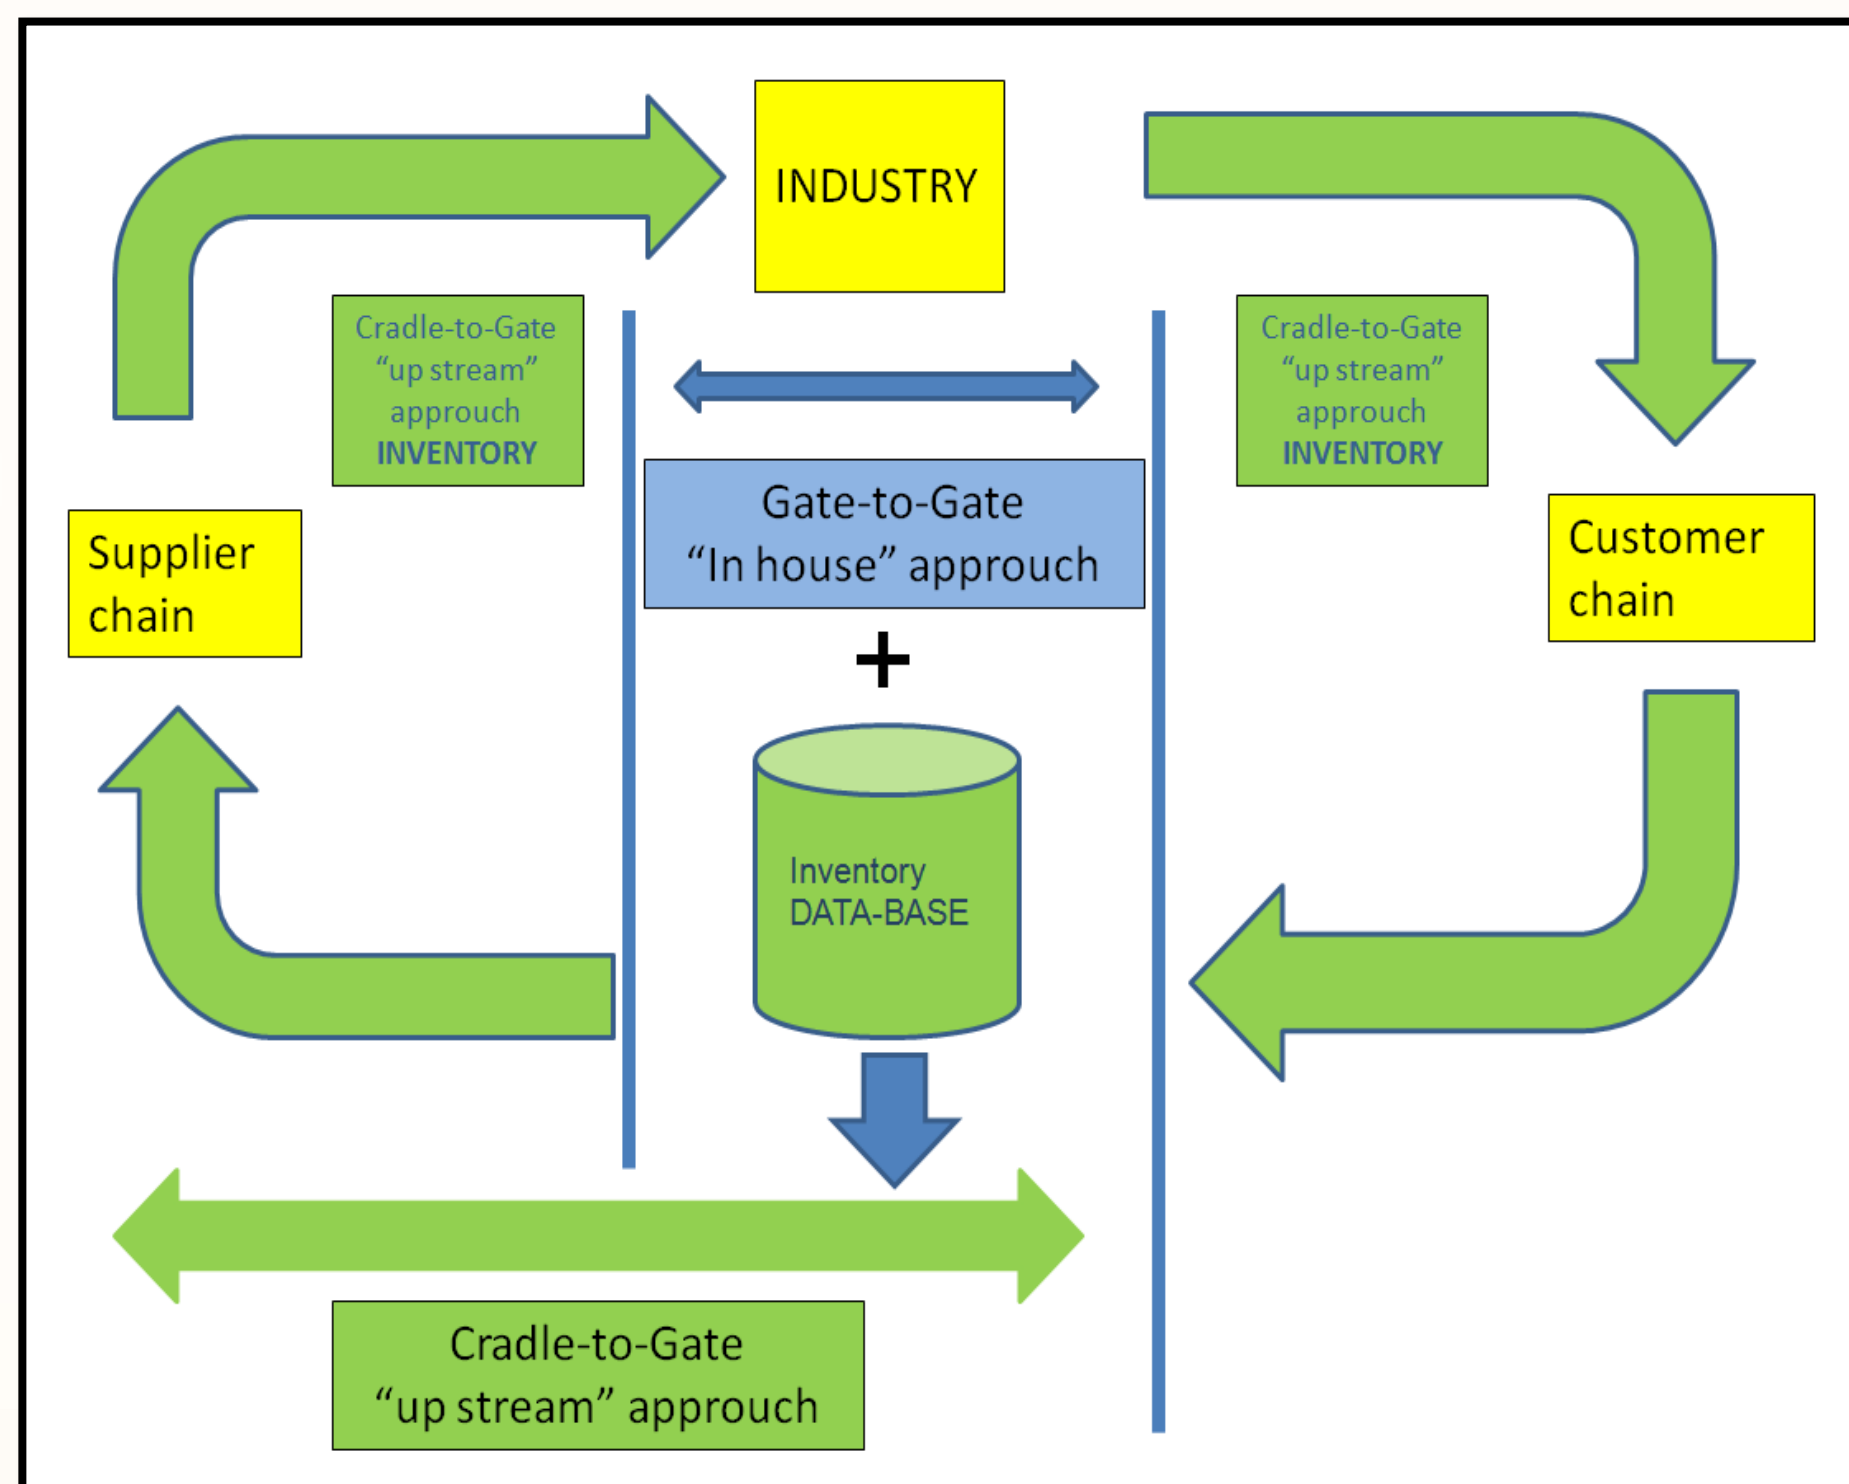 INDUSTRY
Cradle-to-Gate
“up stream”
approuch
INVENTORY
Cradle-to-Gate
“up stream”
approuch
INVENTORY
Gate-to-Gate
“In house” approuch
Supplier
chain
Customer
chain
+
Inventory
DATA-BASE
Cradle-to-Gate
“up stream” approuch